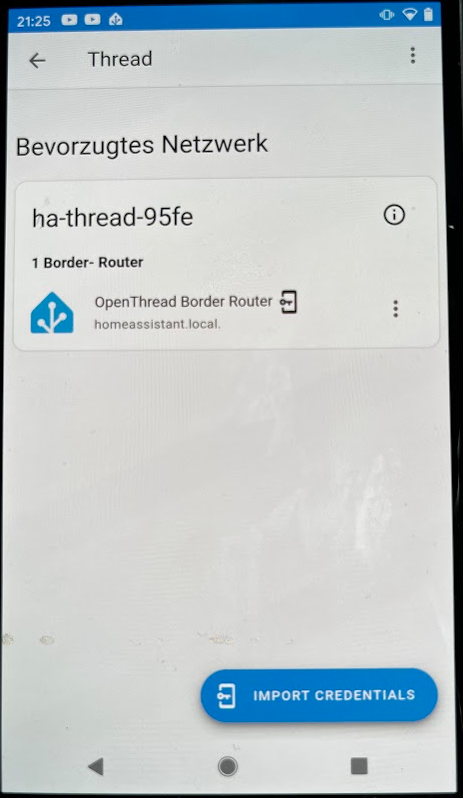 21:25
Thread
Bevorzugtes Netzwerk
ha-thread-95fe
1 Border- Router
OpenThread Border Router
homeassistant.local.
IMPORT CREDENTIALS